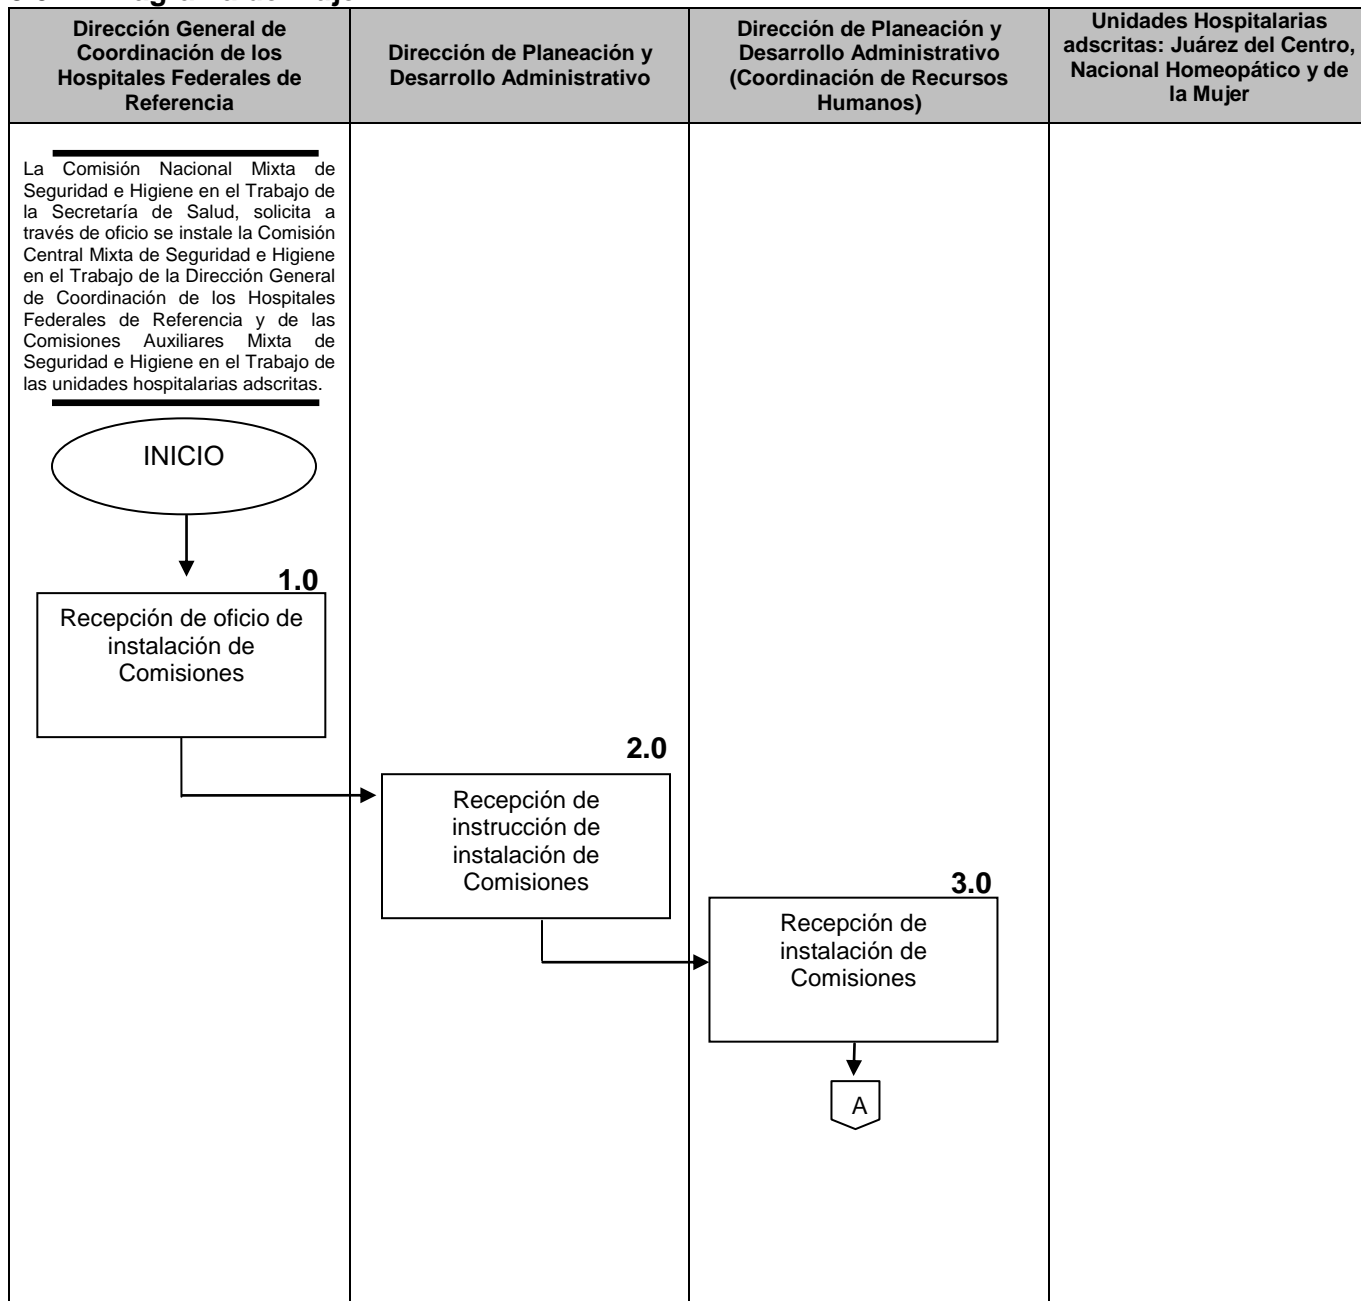 Dirección General de
Coordinación de los
Hospitales Federales de
Referencia
Dirección de Planeación y
Desarrollo Administrativo
Dirección de Planeación y
Desarrollo Administrativo
(Coordinación de Recursos
Humanos)
Unidades Hospitalarias
adscritas: Juárez del Centro,
Nacional Homeopático y de
la Mujer
La Comisión Nacional Mixta de
Seguridad e Higiene en el Trabajo de
la Secretaría de Salud, solicita a
través de oficio se instale la Comisión
Central Mixta de Seguridad e Higiene
en el Trabajo de la Dirección General
de Coordinación de los Hospitales
Federales de Referencia y de las
Comisiones Auxiliares Mixta de
Seguridad e Higiene en el Trabajo de
las unidades hospitalarias adscritas.
INICIO
1.0
Recepción de oficio de
instalación de
Comisiones
2.0
Recepción de
instrucción de
instalación de
Comisiones
3.0
Recepción de
instalación de
Comisiones
A